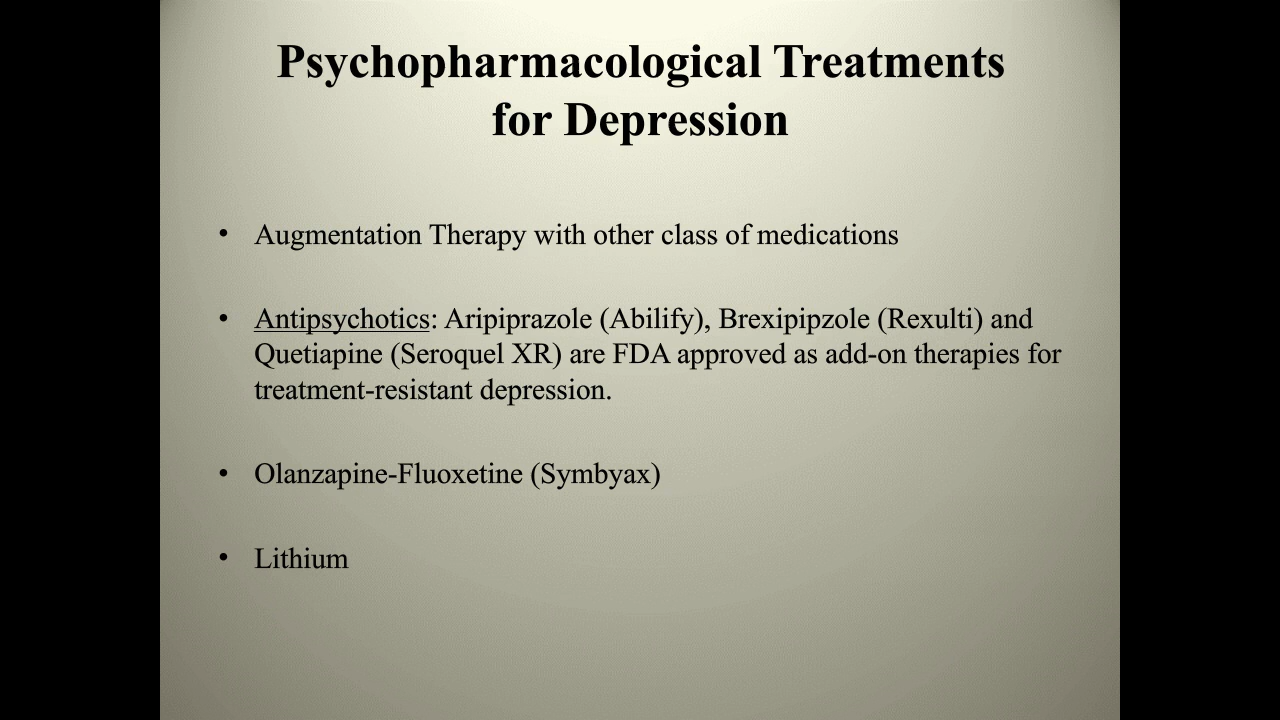 Psychopharmacological Treatments
for Depression
• Augmentation Therapy with other class of medications
• Antipsychotics: Aripiprazole (Abilify), Brexipipzole (Rexulti) and
Quetiapine (Seroquel XR) are FDA approved as add-on therapies for
treatment-resistant depression.
• Olanzapine-Fluoxetine (Symbyax)
• Lithium